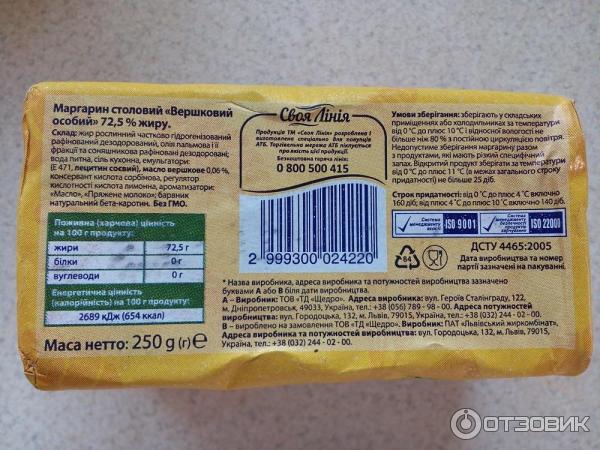 Маргарин столовий «Вершковий
особий» 72,5 % жиру.
Склад: жир рослинний частково гідрогенізований
рафінований дезодорований, олія пальмова і її
фракції та соняшникова рафіновані дезодоровані;
вода питна, сіль кухонна, емульгатори:
(Е 471, лецитин соєвий), масло вершкове 0,06 %,
консервант кислота сорбінова, регулятор
кислотності кислота лимонна, ароматизатори:
«Масло», «Пряжене молоко»; барвник
натуральний бета-каротин. Без ГМО.
Поживна (харчова) цінність
на 100 г продукту:
жири 72,5 г
білки 0 г
вуглеводи 0 г
Енергетична цінність
(калорійність) на 100 г продукту:
2689 кДж (654 ккал)
Маса нетто: 250 g (г) ℮
Своя Лінія
Продукція ТМ «Своя Лінія» розроблена і
виготовлена спеціально для покупців
АТБ. Торгівельна мережа АТБ піклується
про якість цієї продукції.
Безкоштовна гаряча лінія:
0 800 500 415
2 999300 024220
Умови зберігання: зберігають у складських
приміщеннях або холодильниках за температури
від 0 °С до плюс 10 °С і відносної вологості не
більше ніж 80 % з постійною циркуляцією повітря.
Недопустиме зберігання маргарину разом
з продуктами, які мають різкий специфічний
запах. Відкритий продукт зберігати за температури
від 0 °С до плюс 11 °С (в межах загального строку
придатності) не більше 25 діб.
Строк придатності: від 0 °С до плюс 4 °С включно
160 діб; від плюс 4 °С до плюс 10 °С включно 140 діб.
Система менеджменту якості ISO 9001
Система менеджменту безпечності продуктів харчування ISO 22000
84
ДСТУ 4465:2005
Дата виробництва та номер
партії зазначені на пакуванні.
* Назва виробника, адреса та потужності виробництва зазначені
буквами А або В біля дати виробництва.
А – Виробник: ТОВ «ТД «Щедро». Адреса виробництва: вул. Героїв Сталінграду, 122,
м. Дніпропетровськ, 49033, Україна, тел.: +38 (056) 789 - 98 - 00. Адреса потужностей
виробництва: вул. Городоцька, 132, м. Львів, 79015, Україна, тел.: +38 (032) 244 - 02 - 00.
В – вироблено на замовлення ТОВ «ТД «Щедро». Виробник: ПАТ «Львівський жиркомбінат».
Адреса виробника та потужностей виробництва: вул. Городоцька, 132, м. Львів, 79015,
Україна, тел.: +38 (032) 244 - 02 - 00.
ОТЗОВИК